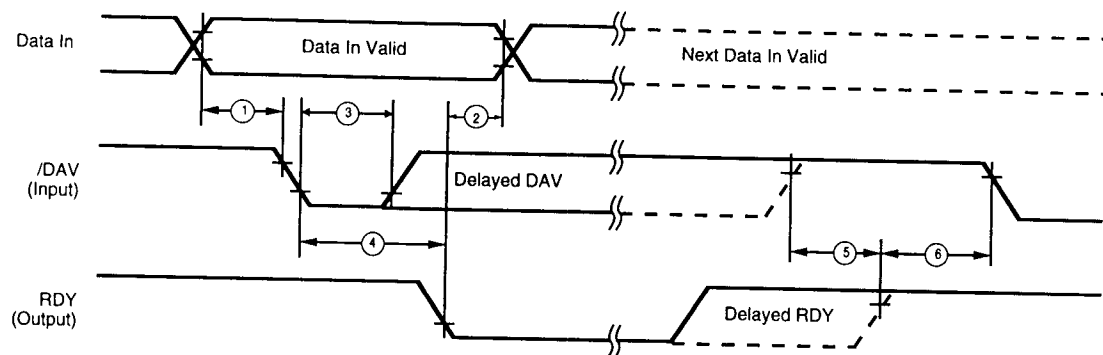 Data In
Data In Valid
Next Data In Valid
1
3
2
/DAV
(Input)
Delayed DAV
4
5
6
RDY
(Output)
Delayed RDY